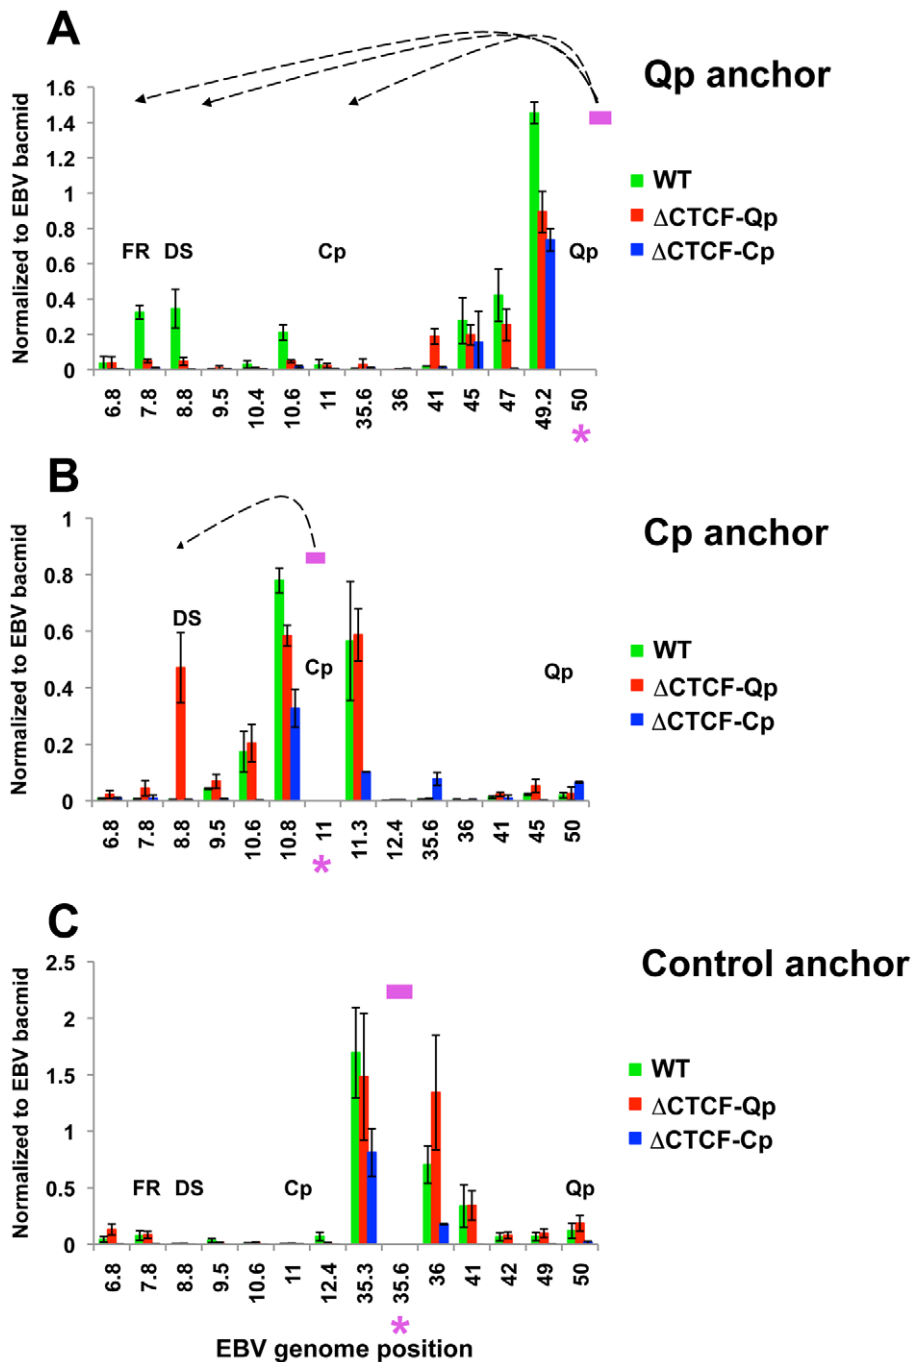 A
Qp anchor
1.6
1.4
1.2
1
0.8
0.6
0.4
0.2
0
Normalized to EBV bacmid
FR DS Cp Qp
WT
ΔCTCF-Qp
ΔCTCF-Cp
6.8 7.8 8.8 9.5 10.4 10.6 11 35.6 36 41 45 47 49.2 50
*
B
Cp anchor
1
0.8
0.6
0.4
0.2
0
Normalized to EBV bacmid
DS Cp Qp
WT
ΔCTCF-Qp
ΔCTCF-Cp
6.8 7.8 8.8 9.5 10.6 10.8 11 11.3 12.4 35.6 36 41 45 50
*
C
Control anchor
2.5
2
1.5
1
0.5
0
Normalized to EBV bacmid
FR DS Cp Qp
WT
ΔCTCF-Qp
ΔCTCF-Cp
6.8 7.8 8.8 9.5 10.6 11 12.4 35.3 35.6 36 41 42 49 50
*
EBV genome position